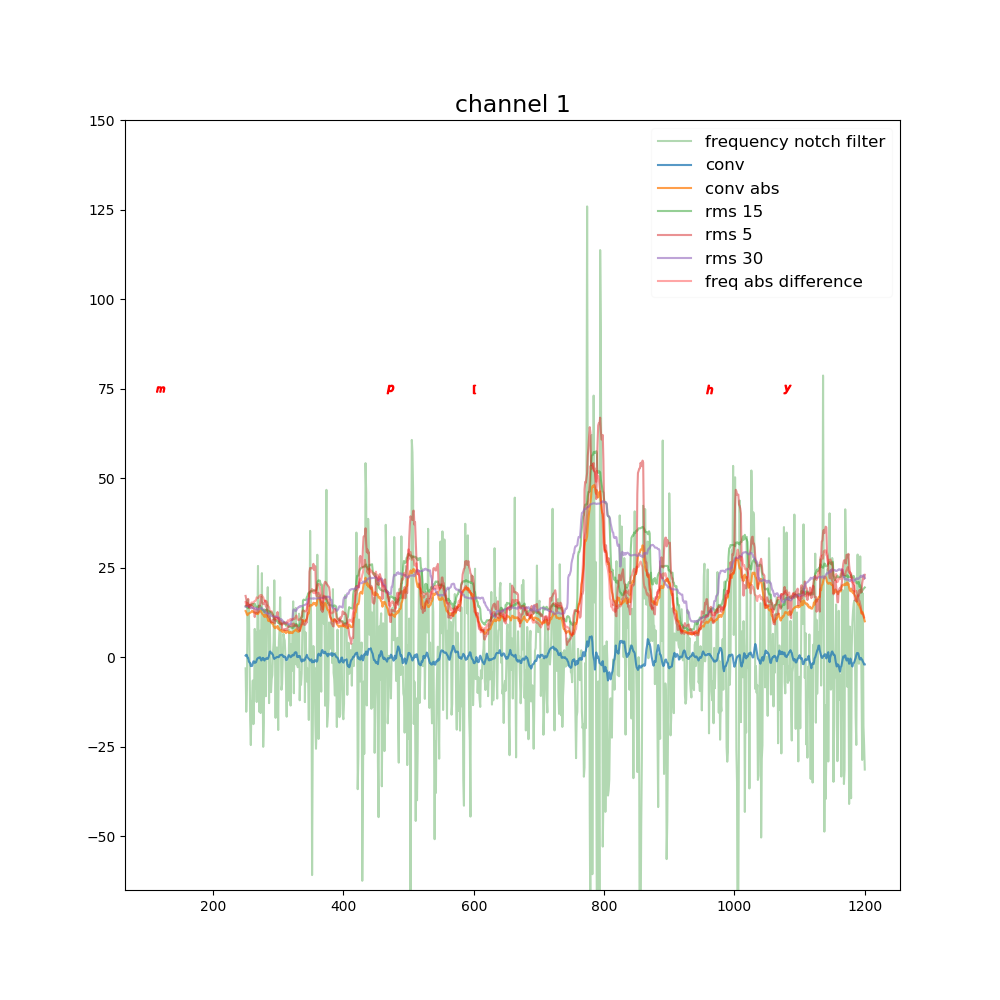 channel 1
150
125
100
75
50
25
0
−25
−50
frequency notch filter
conv
conv abs
rms 15
rms 5
rms 30
freq abs difference
m p [ h y
200 400 600 800 1000 1200